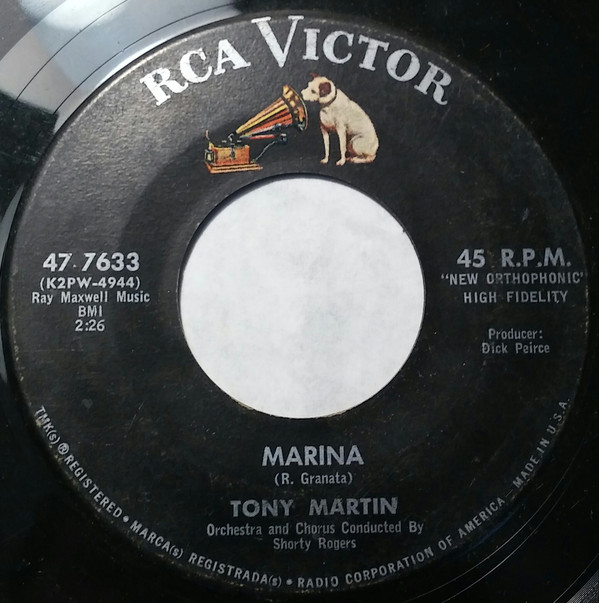 RCA VICTOR
47-7633
(K2PW-4944)
Ray Maxwell Music
BMI
2:26
45 R.P.M.
"NEW ORTHOPHONIC"
HIGH FIDELITY
Producer:
Dick Peirce
MARINA
(R. Granata)
TONY MARTIN
Orchestra and Chorus Conducted By
Shorty Rogers
TMK(s) ® REGISTERED • MARCA(s) REGISTRADA(s) • RADIO CORPORATION OF AMERICA — MADE IN U.S.A.